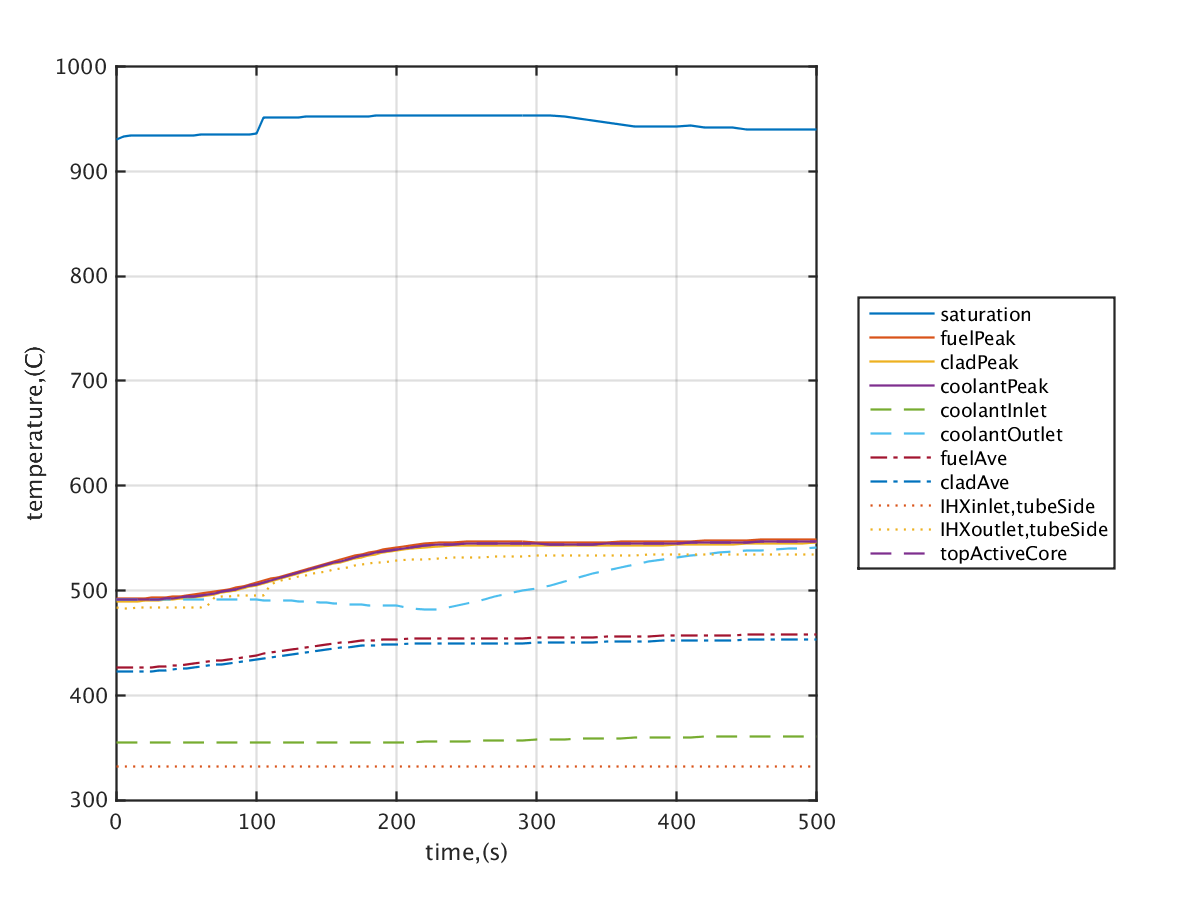 1000
900
800
700
600
500
400
300
temperature,(C)
0 100 200 300 400 500
time,(s)
saturation
fuelPeak
cladPeak
coolantPeak
coolantInlet
coolantOutlet
fuelAve
cladAve
IHXinlet,tubeSide
IHXoutlet,tubeSide
topActiveCore